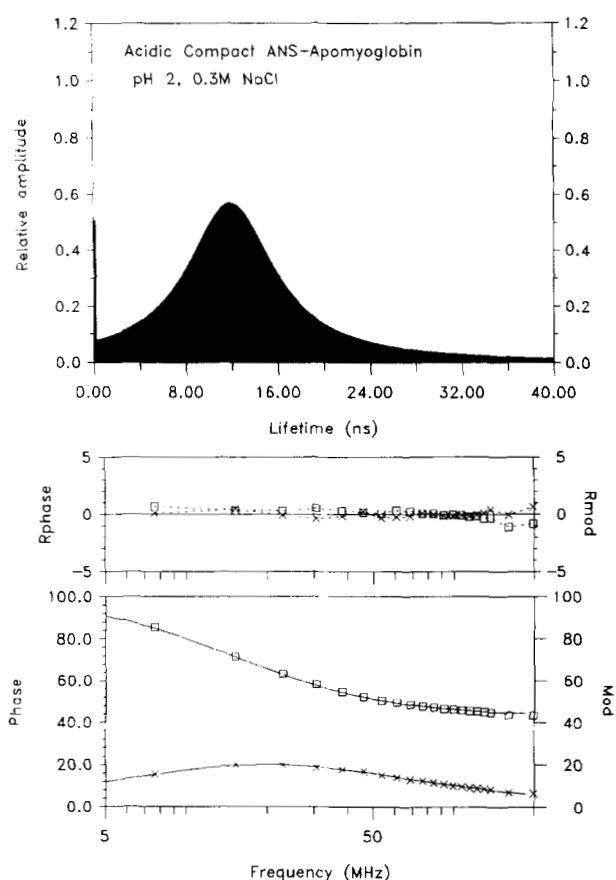 1.2 1.2
Acidic Compact ANS-Apomyoglobin
pH 2, 0.3M NaCl
1.0 1.0
0.8 0.8
Relative amplitude
0.6 0.6
0.4 0.4
0.2 0.2
0.0 0.0
0.00 8.00 16.00 24.00 32.00 40.00
Lifetime (ns)
5 5
Rphase 0 0 Rmod
-5 -5
100.0 100
80.0 80
Phase 60.0 60 Mod
40.0 40
20.0 20
0.0 0
5 50
Frequency (MHz)